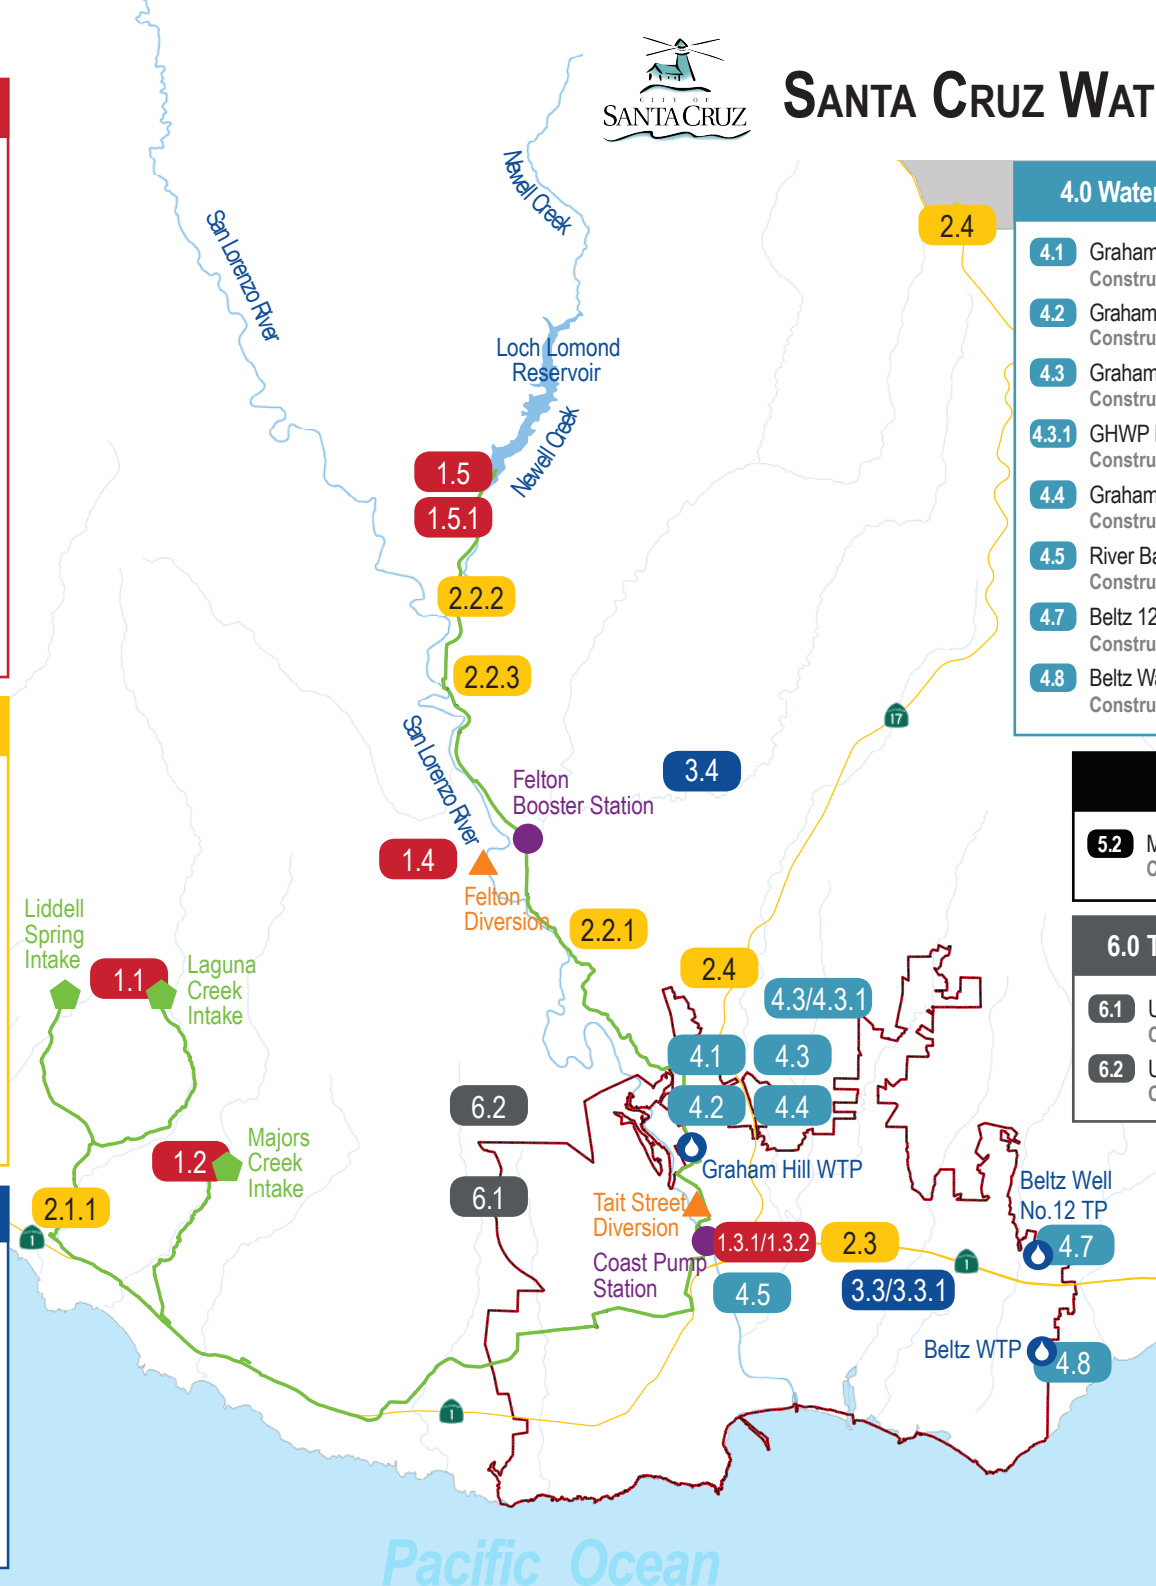 CITY OF
SANTA CRUZ
SANTA CRUZ WAT
Newell Creek
San Lorenzo River
2.4
4.0 Water
4.1 Graham
Constru
4.2 Graham
Constru
4.3 Graham
Constru
4.3.1 GHWP
Constru
4.4 Graham
Constru
4.5 River Ba
Constru
4.7 Beltz 12
Constru
4.8 Beltz Wa
Constru
Loch Lomond
Reservoir
Newell Creek
1.5
1.5.1
2.2.2
2.2.3
17
San Lorenzo River
3.4
Felton
Booster Station
1.4
Felton
Diversion
2.2.1
5.2 M
C
6.0 T
6.1 U
C
6.2 U
C
Liddell
Spring
Intake
1.1
Laguna
Creek
Intake
2.4
4.3/4.3.1
4.1
4.3
4.2
4.4
6.2
6.1
1.2
Majors
Creek
Intake
2.1.1
1
Graham Hill WTP
Tait Street
Diversion
Coast Pump
Station
1.3.1/1.3.2
2.3
4.5
3.3/3.3.1
1
Beltz Well
No.12 TP
4.7
Beltz WTP
4.8
1
Pacific Ocean